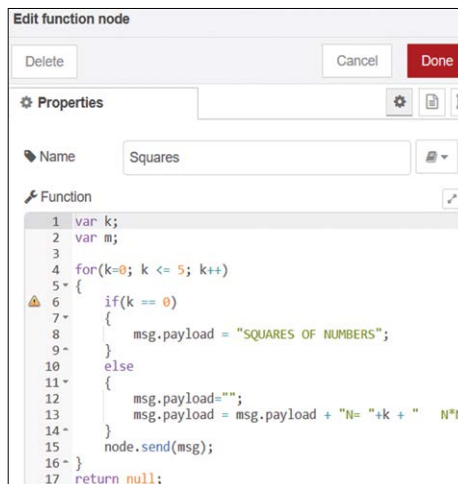 Edit function node
Delete Cancel Done
Properties
Name Squares
Function
1 var k;
2 var m;
3
4 for(k=0; k <= 5; k++)
5 {
6 if(k == 0)
7 {
8 msg.payload = "SQUARES OF NUMBERS";
9 }
10 else
11 {
12 msg.payload="";
13 msg.payload = msg.payload + "N= "+k + " N*
14 }
15 node.send(msg);
16 }
17 return null;